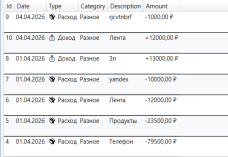 Id Date Type Category Description Amount
9 04.04.2026 Расход Разное rjcvtnbrf -1000,00 ₽
10 04.04.2026 Доход Разное Лента +12000,00 ₽
8 01.04.2026 Доход Разное Зп +13000,00 ₽
7 01.04.2026 Расход Разное yandex -10000,00 ₽
6 01.04.2026 Расход Разное Лента -12000,00 ₽
5 01.04.2026 Расход Разное Продукты -23500,00 ₽
4 01.04.2026 Расход Разное Телефон -79500,00 ₽